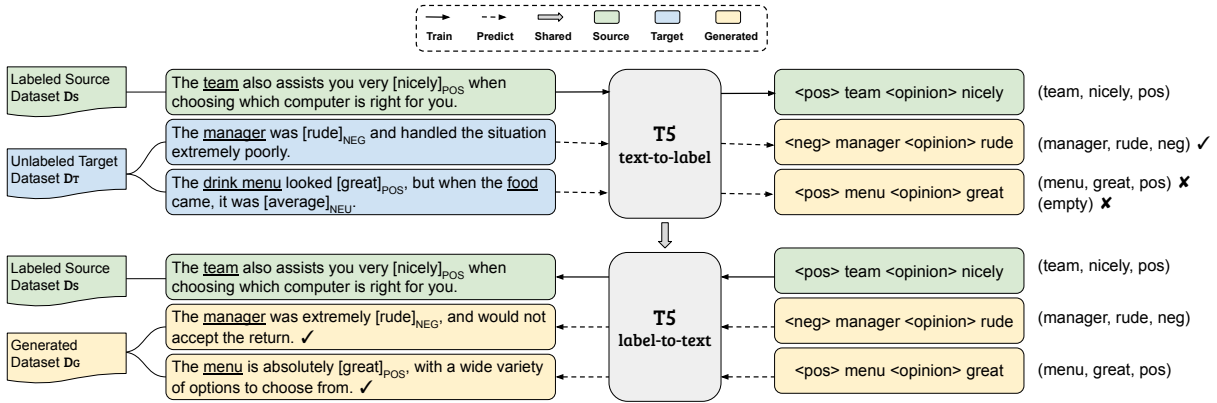 Train Predict Shared Source Target Generated
Labeled Source
Dataset DS
The team also assists you very [nicely]POS when
choosing which computer is right for you.
<pos> team <opinion> nicely
(team, nicely, pos)
Unlabeled Target
Dataset DT
The manager was [rude]NEG and handled the situation
extremely poorly.
The drink menu looked [great]POS, but when the food
came, it was [average]NEU.
T5
text-to-label
<neg> manager <opinion> rude
(manager, rude, neg) ✓
<pos> menu <opinion> great
(menu, great, pos) ✘
(empty) ✘
Labeled Source
Dataset DS
The team also assists you very [nicely]POS when
choosing which computer is right for you.
<pos> team <opinion> nicely
(team, nicely, pos)
Generated
Dataset DG
The manager was extremely [rude]NEG, and would not
accept the return. ✓
The menu is absolutely [great]POS, with a wide variety
of options to choose from. ✓
T5
label-to-text
<neg> manager <opinion> rude
(manager, rude, neg)
<pos> menu <opinion> great
(menu, great, pos)